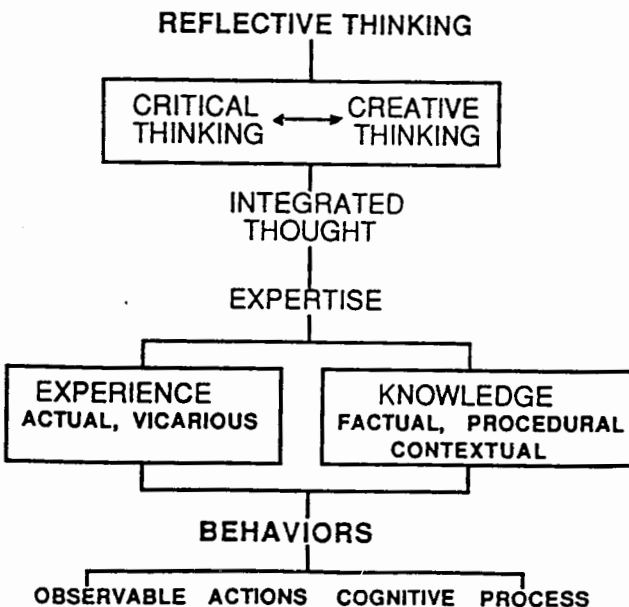 REFLECTIVE THINKING
CRITICAL THINKING
CREATIVE THINKING
INTEGRATED
THOUGHT
EXPERTISE
EXPERIENCE
ACTUAL, VICARIOUS
KNOWLEDGE
FACTUAL, PROCEDURAL
CONTEXTUAL
BEHAVIORS
OBSERVABLE ACTIONS COGNITIVE PROCESS